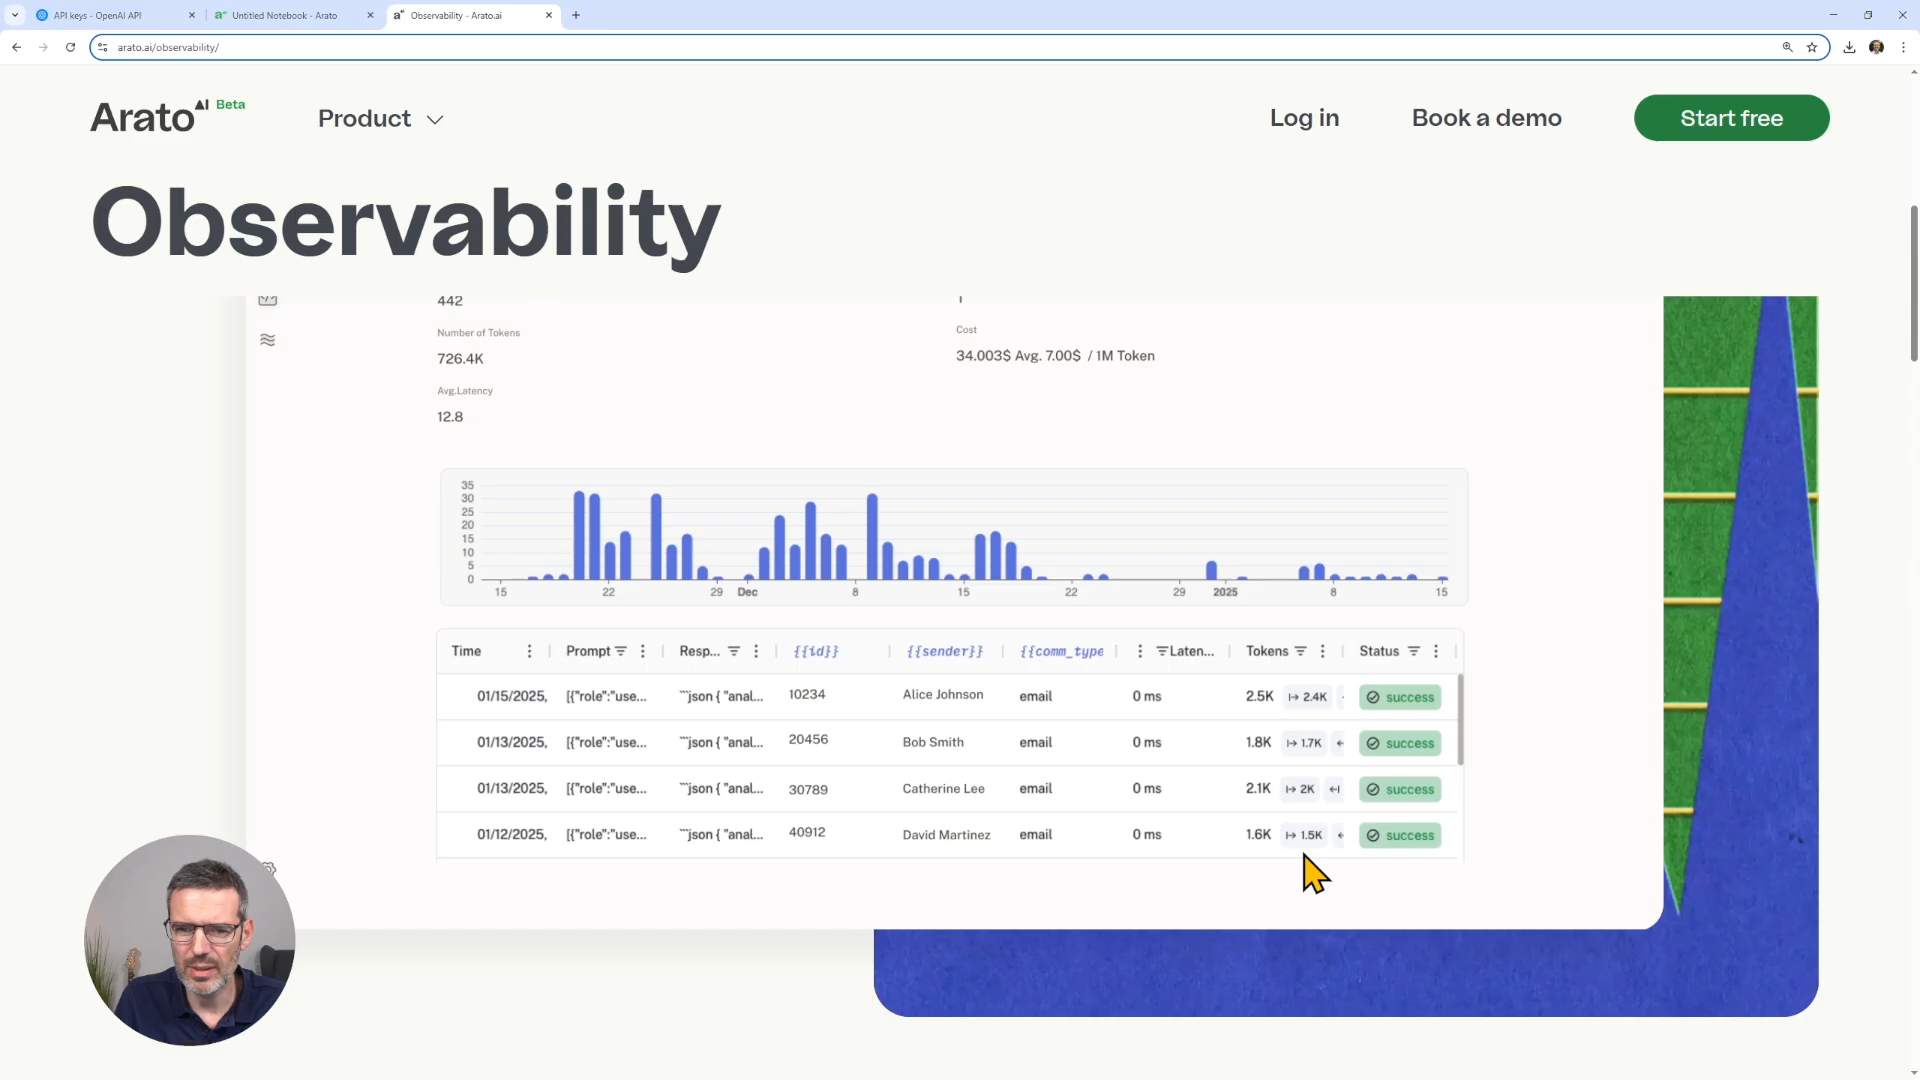 API keys - OpenAI API
Untitled Notebook - Arato
Observability - Arato.ai
arato.ai/observability/
Arato AI Beta
Product
Log in
Book a demo
Start free
Observability
442
1
Number of Tokens
Cost
726.4K
34.003$ Avg. 7.00$ / 1M Token
Avg.Latency
12.8
35
30
25
20
15
10
5
0
15 22 29 Dec 8 15 22 29 2025 8 15
Time Prompt Resp... {{id}} {{sender}} {{comm_type Laten... Tokens Status
01/15/2025, [{"role":"use... ```json { "anal... 10234 Alice Johnson email 0 ms 2.5K 2.4K success
01/13/2025, [{"role":"use... ```json { "anal... 20456 Bob Smith email 0 ms 1.8K 1.7K success
01/13/2025, [{"role":"use... ```json { "anal... 30789 Catherine Lee email 0 ms 2.1K 2K success
01/12/2025, [{"role":"use... ```json { "anal... 40912 David Martinez email 0 ms 1.6K 1.5K success